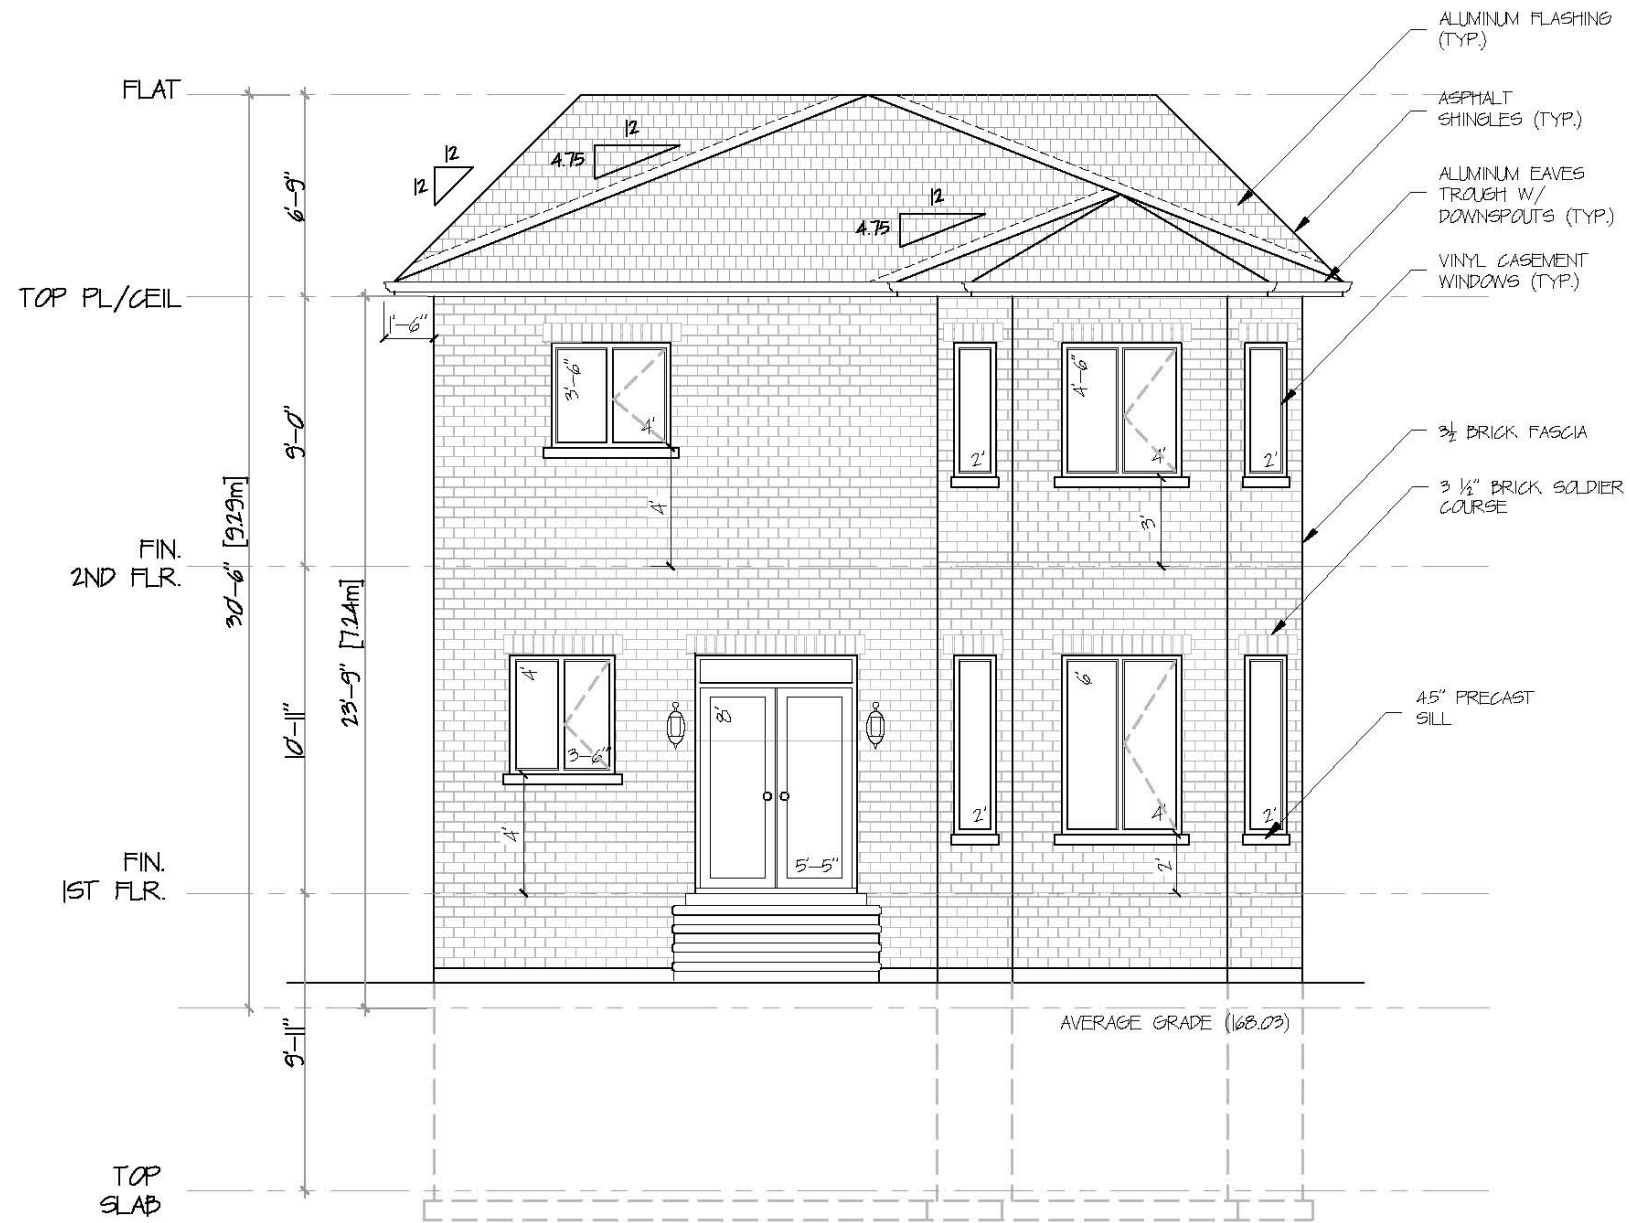 ALUMINUM FLASHING
(TYP.)
FLAT
ASPHALT
SHINGLES (TYP.)
12
4.75
12
12
ALUMINUM EAVES
TROUGH W/
DOWNSPOUTS (TYP.)
6'-9"
12
4.75
VINYL CASEMENT
WINDOWS (TYP.)
TOP PL/CEIL
1'-6"
3'-6"
4'
4'-6"
4'
2'
2'
9'-0"
3½ BRICK FASCIA
3 ½" BRICK SOLDIER
COURSE
4'
3'
30'-6" [9.29m]
FIN.
2ND FLR.
23'-9" [7.24m]
4'
3'-6"
8'
5'-5"
6'
4'
2'
2'
10'-11"
4.5" PRECAST
SILL
4'
2'
FIN.
1ST FLR.
AVERAGE GRADE (168.03)
9'-11"
TOP
SLAB